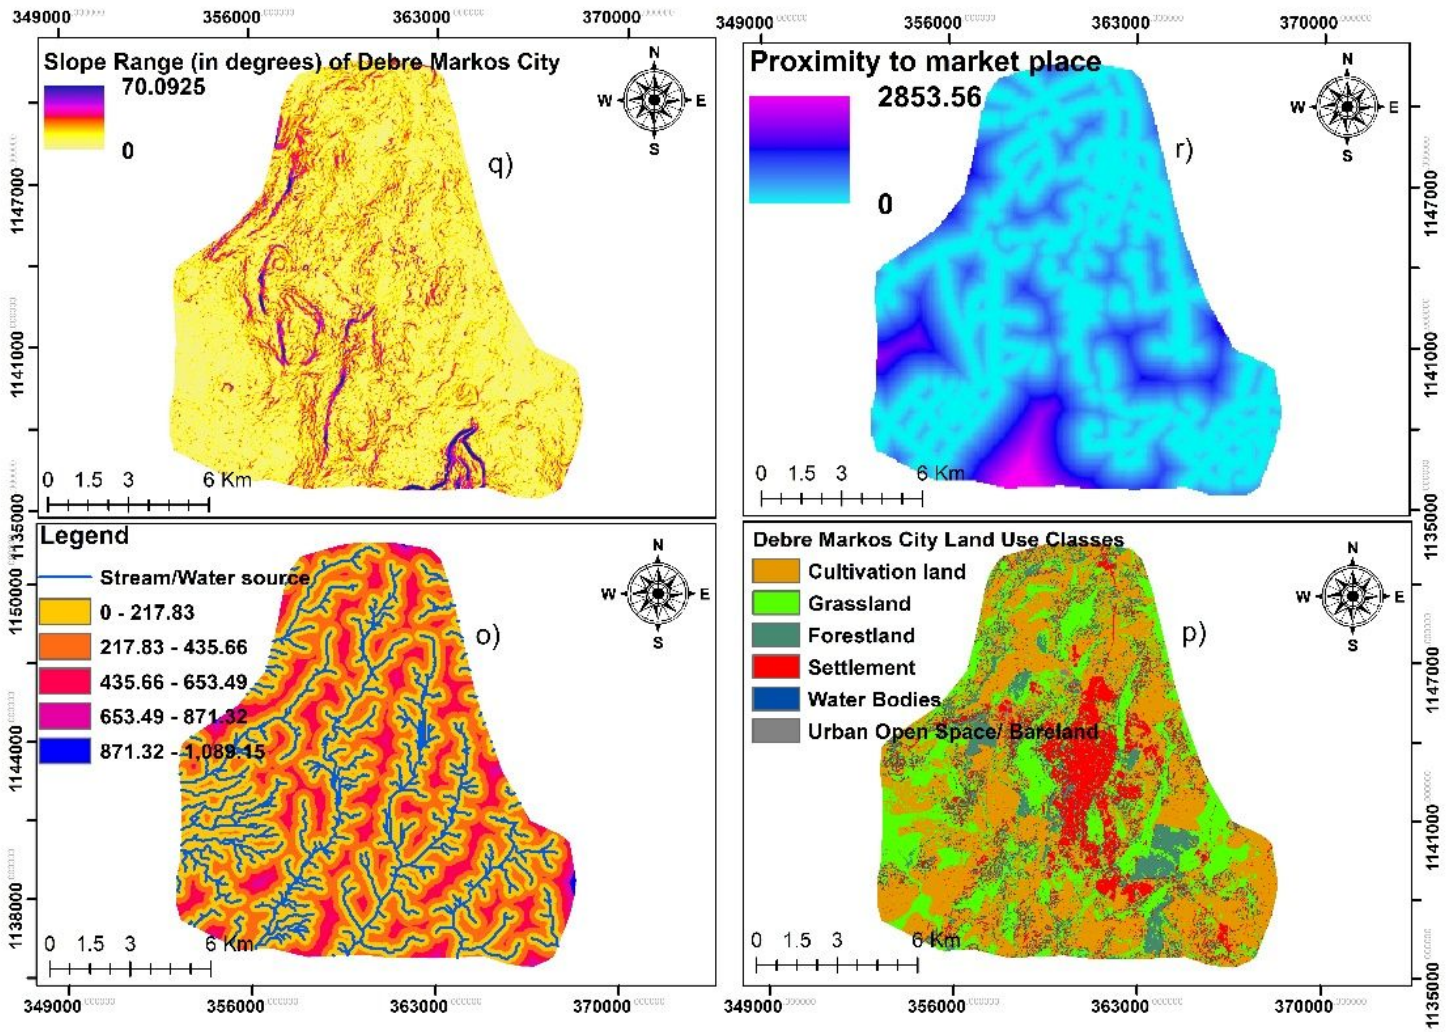 349000 356000 363000 370000
349000 356000 363000 370000
Slope Range (in degrees) of Debre Markos City
70.0925
0
N
W E
S
q)
0 1.5 3 6 Km
1147000
1141000
1135000
Proximity to market place
2853.56
0
N
W E
S
r)
0 1.5 3 6 Km
1147000
1141000
1135000
Legend
Stream/Water source
0 - 217.83
217.83 - 435.66
435.66 - 653.49
653.49 - 871.32
871.32 - 1,089.15
N
W E
S
o)
0 1.5 3 6 Km
1150000
1144000
1138000
Debre Markos City Land Use Classes
Cultivation land
Grassland
Forestland
Settlement
Water Bodies
Urban Open Space/ Bareland
N
W E
S
p)
0 1.5 3 6 Km
1147000
1141000
1135000
349000 356000 363000 370000
349000 356000 363000 370000